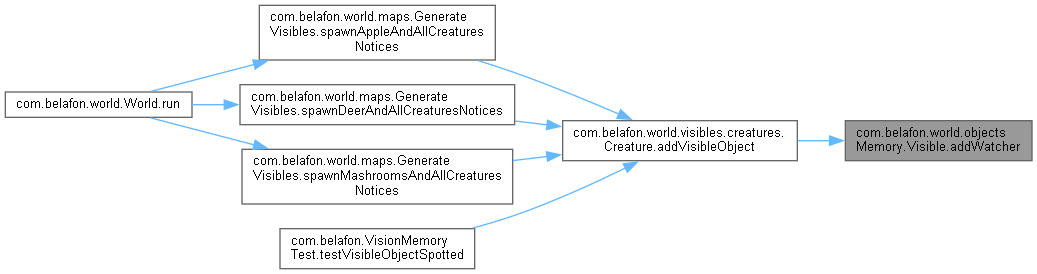 com.belafon.world.maps.Generate
Visibles.spawnAppleAndAllCreatures
Notices
com.belafon.world.World.run
com.belafon.world.maps.Generate
Visibles.spawnDeerAndAllCreaturesNotices
com.belafon.world.visibles.creatures.
Creature.addVisibleObject
com.belafon.world.objects
Memory.Visible.addWatcher
com.belafon.world.maps.Generate
Visibles.spawnMashroomsAndAllCreatures
Notices
com.belafon.VisionMemory
Test.testVisibleObjectSpotted